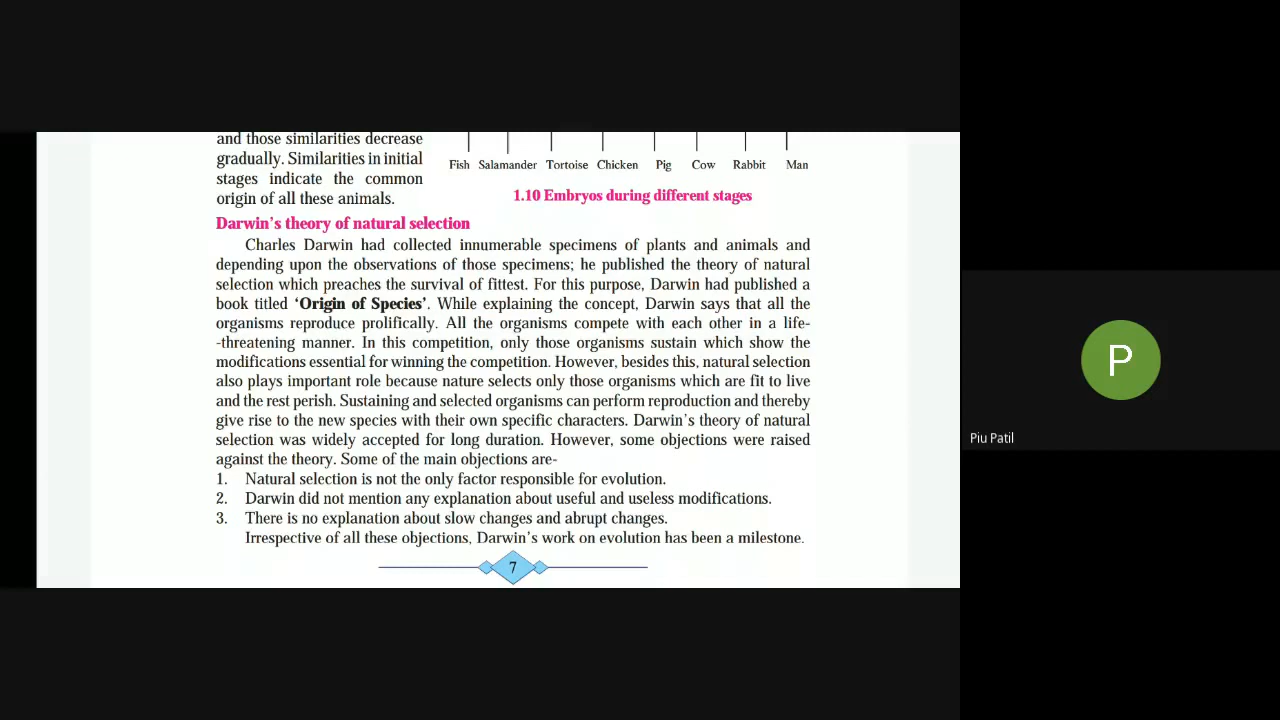 and those similarities decrease
gradually. Similarities in initial
stages indicate the common
origin of all these animals.
Fish Salamander Tortoise Chicken Pig Cow Rabbit Man
1.10 Embryos during different stages
Darwin's theory of natural selection
Charles Darwin had collected innumerable specimens of plants and animals and
depending upon the observations of those specimens; he published the theory of natural
selection which preaches the survival of fittest. For this purpose, Darwin had published a
book titled 'Origin of Species'. While explaining the concept, Darwin says that all the
organisms reproduce prolifically. All the organisms compete with each other in a life-
-threatening manner. In this competition, only those organisms sustain which show the
modifications essential for winning the competition. However, besides this, natural selection
also plays important role because nature selects only those organisms which are fit to live
and the rest perish. Sustaining and selected organisms can perform reproduction and thereby
give rise to the new species with their own specific characters. Darwin's theory of natural
selection was widely accepted for long duration. However, some objections were raised
against the theory. Some of the main objections are-
1. Natural selection is not the only factor responsible for evolution.
2. Darwin did not mention any explanation about useful and useless modifications.
3. There is no explanation about slow changes and abrupt changes.
Irrespective of all these objections, Darwin's work on evolution has been a milestone.
7
P
Piu Patil